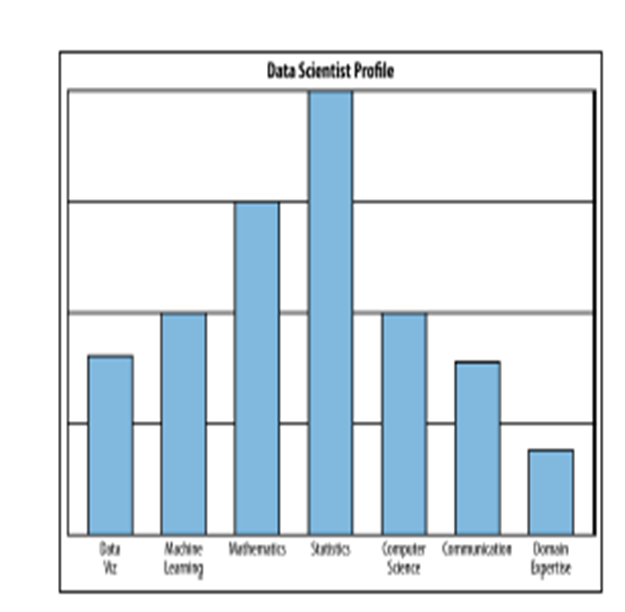 Data Scientist Profile
Data
Viz
Machine
Learning
Mathematics
Statistics
Computer
Science
Communication
Domain
Expertise